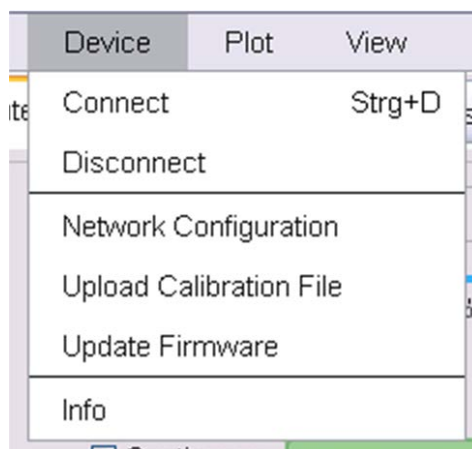 Device Plot View
Connect Strg+D
Disconnect
Network Configuration
Upload Calibration File
Update Firmware
Info